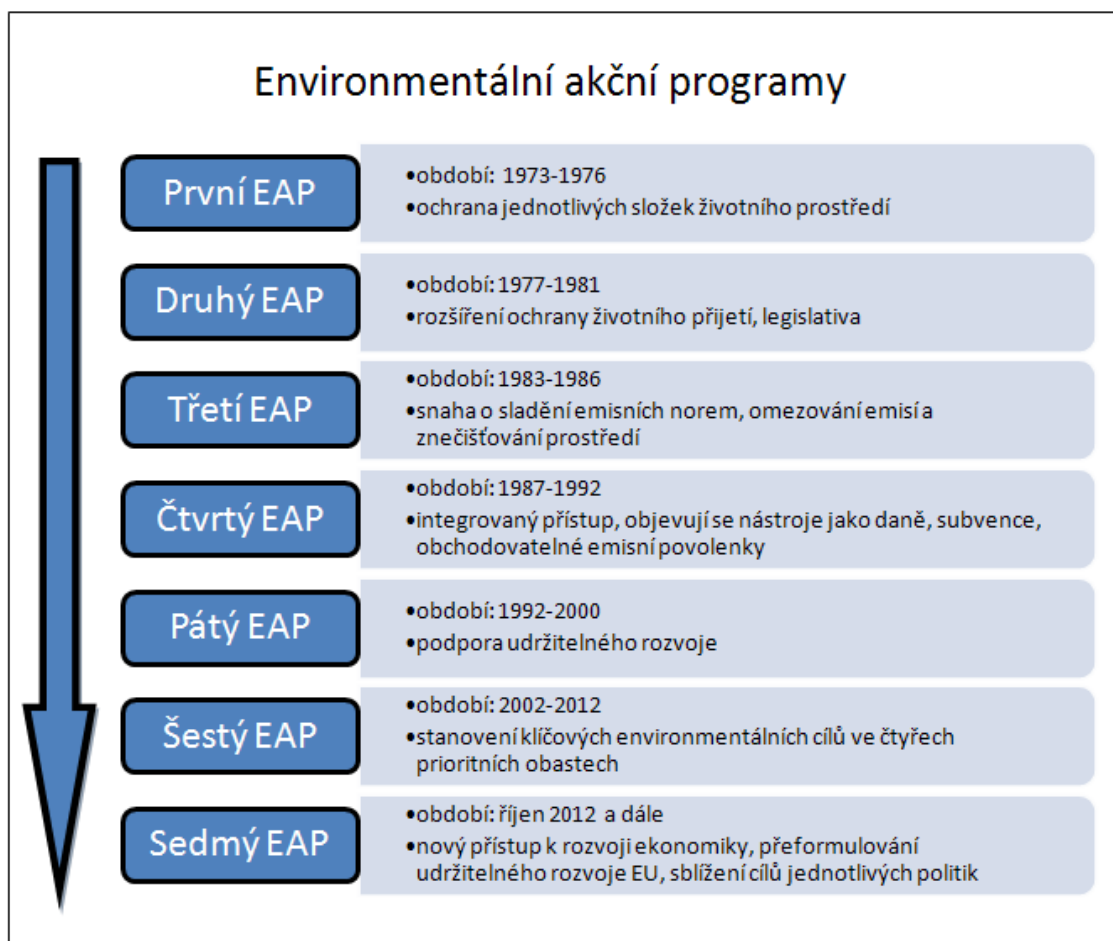 Environmentální akční programy
První EAP
•období: 1973-1976
•ochrana jednotlivých složek životního prostředí
Druhý EAP
•období: 1977-1981
•rozšíření ochrany životního přijetí, legislativa
Třetí EAP
•období: 1983-1986
•snaha o sladění emisních norem, omezování emisí a
znečišťování prostředí
Čtvrtý EAP
•období: 1987-1992
•integrovaný přístup, objevují se nástroje jako daně, subvence,
obchodovatelné emisní povolenky
Pátý EAP
•období: 1992-2000
•podpora udržitelného rozvoje
Šestý EAP
•období: 2002-2012
•stanovení klíčových environmentálních cílů ve čtyřech
prioritních obastech
Sedmý EAP
•období: říjen 2012 a dále
•nový přístup k rozvoji ekonomiky, přeformulování
udržitelného rozvoje EU, sblížení cílů jednotlivých politik